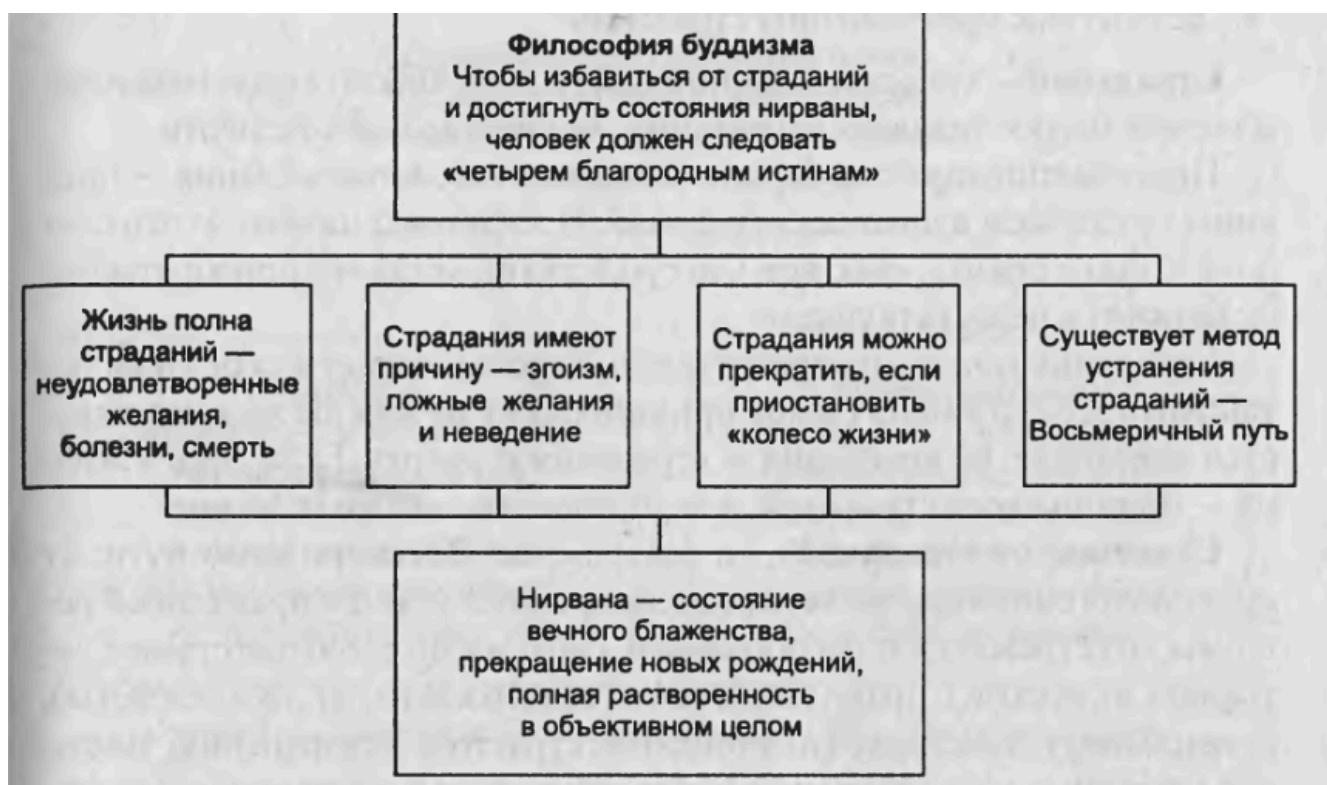 Философия буддизма
Чтобы избавиться от страданий
и достигнуть состояния нирваны,
человек должен следовать
«четырем благородным истинам»
Жизнь полна
страданий —
неудовлетворенные
желания,
болезни, смерть
Страдания имеют
причину — эгоизм,
ложные желания
и неведение
Страдания можно
прекратить, если
приостановить
«колесо жизни»
Существует метод
устранения
страданий —
Восьмеричный путь
Нирвана — состояние
вечного блаженства,
прекращение новых рождений,
полная растворенность
в объективном целом